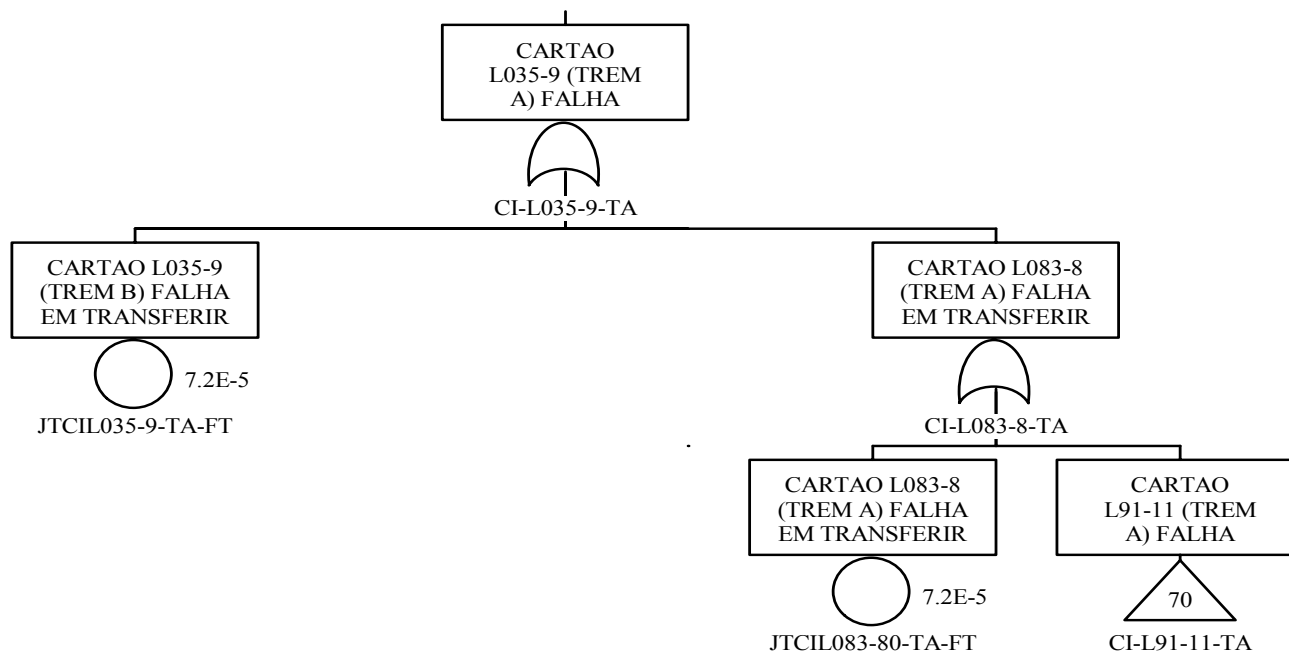 CARTAO
L035-9 (TREM
A) FALHA
CI-L035-9-TA
CARTAO L035-9
(TREM B) FALHA
EM TRANSFERIR
7.2E-5
JTCIL035-9-TA-FT
CARTAO L083-8
(TREM A) FALHA
EM TRANSFERIR
CI-L083-8-TA
CARTAO L083-8
(TREM A) FALHA
EM TRANSFERIR
7.2E-5
JTCIL083-80-TA-FT
CARTAO
L91-11 (TREM
A) FALHA
70
CI-L91-11-TA